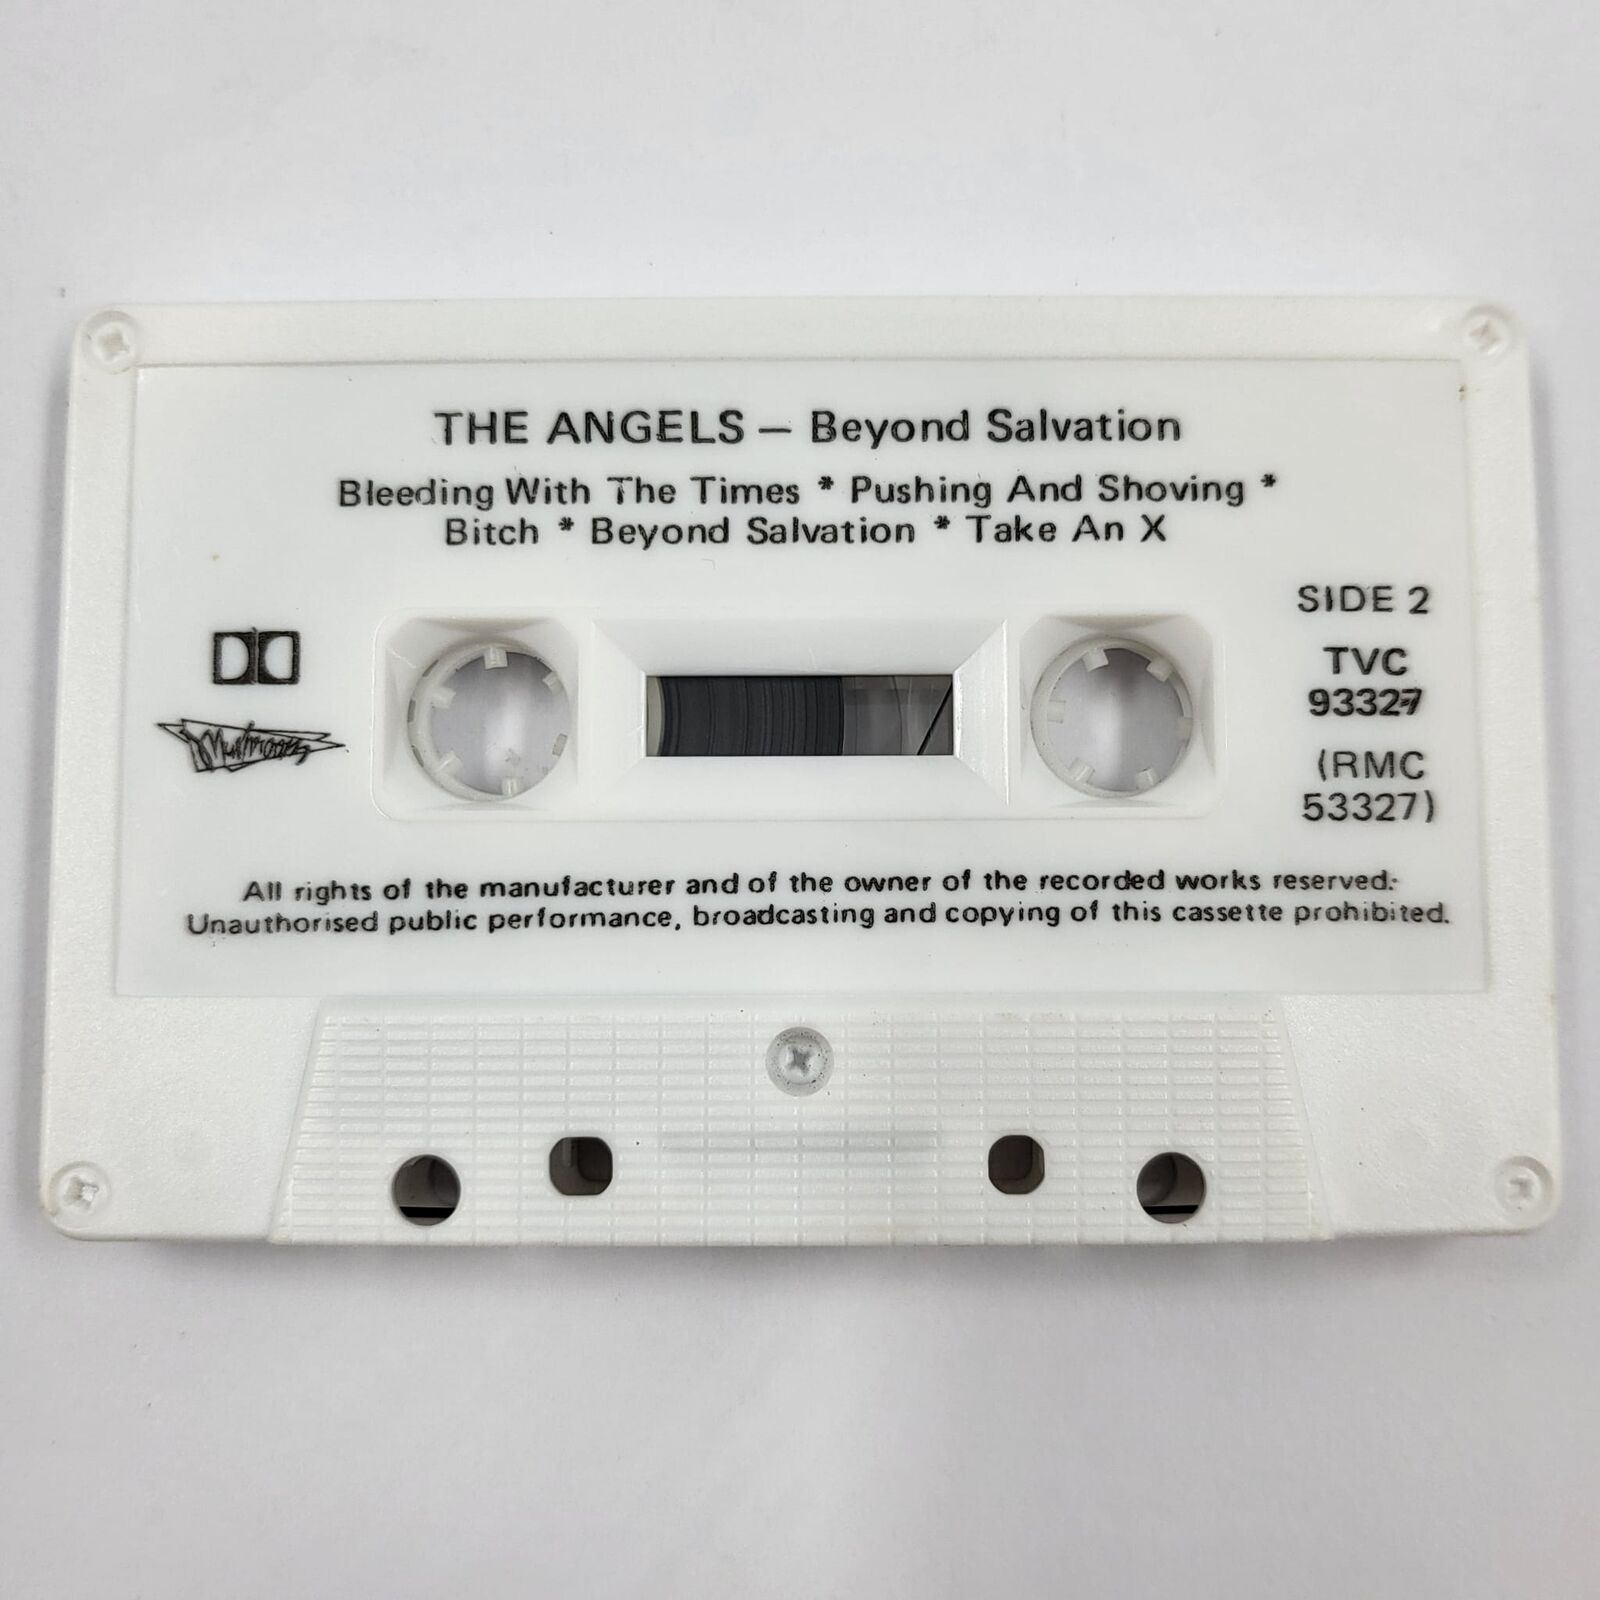 THE ANGELS – Beyond Salvation
Bleeding With The Times * Pushing And Shoving *
Bitch * Beyond Salvation * Take An X
SIDE 2
TVC
93327
(RMC
53327)
Mushroom
All rights of the manufacturer and of the owner of the recorded works reserved.
Unauthorised public performance, broadcasting and copying of this cassette prohibited.